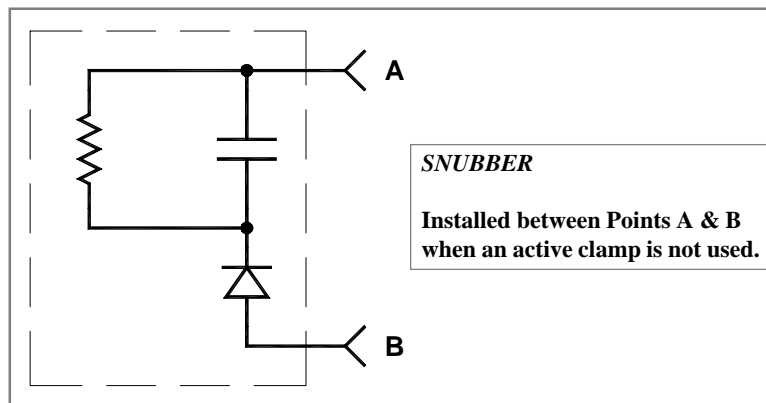 A
SNUBBER
Installed between Points A & B
when an active clamp is not used.
B